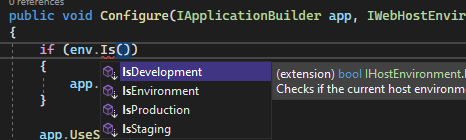 0 references
public void Configure(IApplicationBuilder app, IWebHostEnvir
{
if (env.Is())
{
IsDevelopment
(extension) bool IHostEnvironment.
app.
IsEnvironment
Checks if the current host environme
}
IsProduction
IsStaging
app.UseS